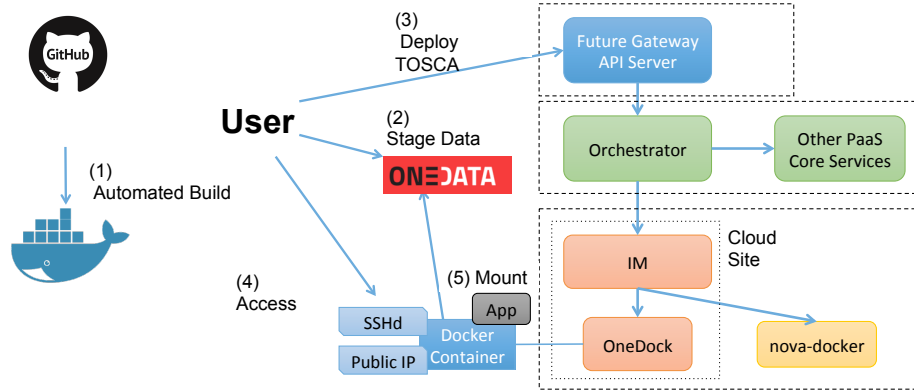 GitHub
(1)
Automated Build
User
(3)
Deploy
TOSCA
(2)
Stage Data
ONEDATA
(4)
Access
(5) Mount
App
SSHd
Public IP
Docker
Container
Future Gateway
API Server
Orchestrator
Other PaaS
Core Services
Cloud
Site
IM
OneDock
nova-docker